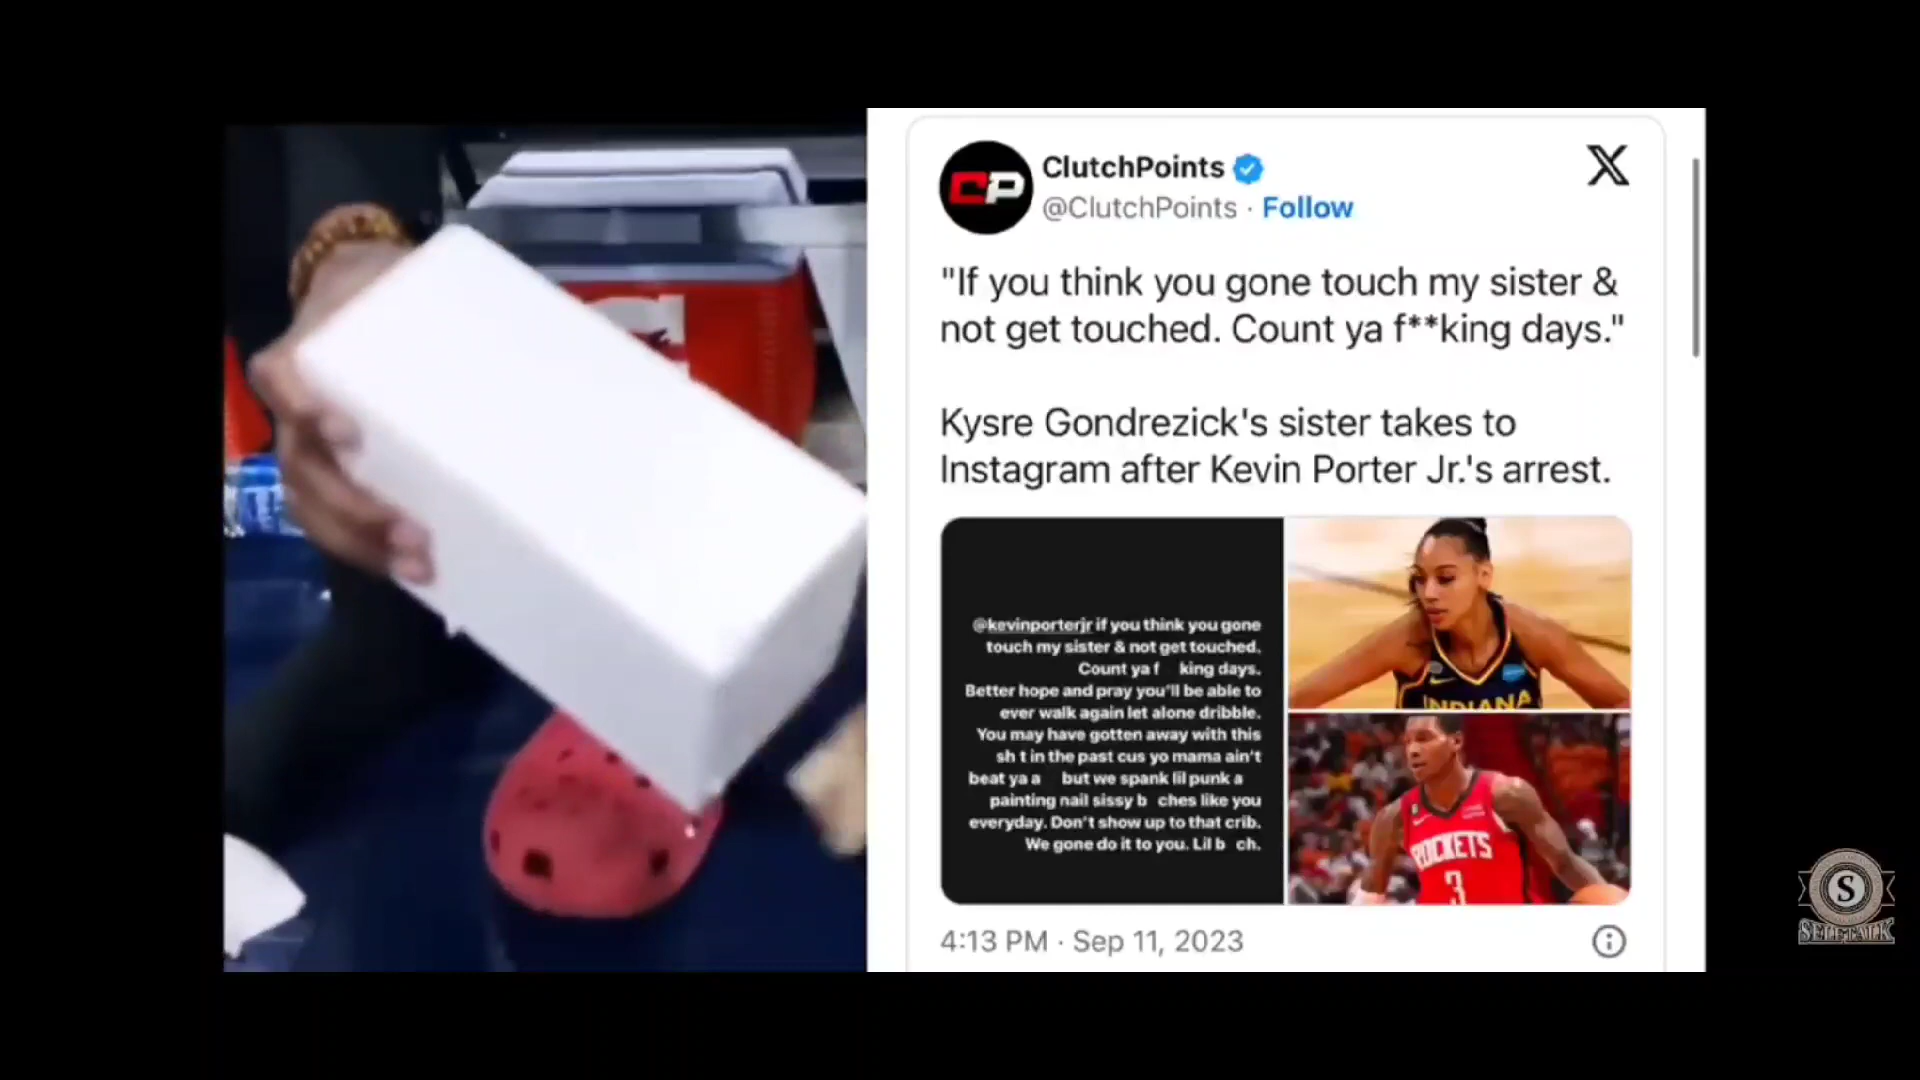 CP
ClutchPoints
@ClutchPoints · Follow
"If you think you gone touch my sister &
not get touched. Count ya f**king days."
Kysre Gondrezick's sister takes to
Instagram after Kevin Porter Jr.'s arrest.
@kevinporterjr if you think you gone
touch my sister & not get touched.
Count ya f king days.
Better hope and pray you'll be able to
ever walk again let alone dribble.
You may have gotten away with this
sh t in the past cus yo mama ain't
beat ya a but we spank lil punk a
painting nail sissy b ches like you
everyday. Don't show up to that crib.
We gone do it to you. Lil b ch.
INDIANA
ROCKETS
3
4:13 PM · Sep 11, 2023
S
SELFTALK